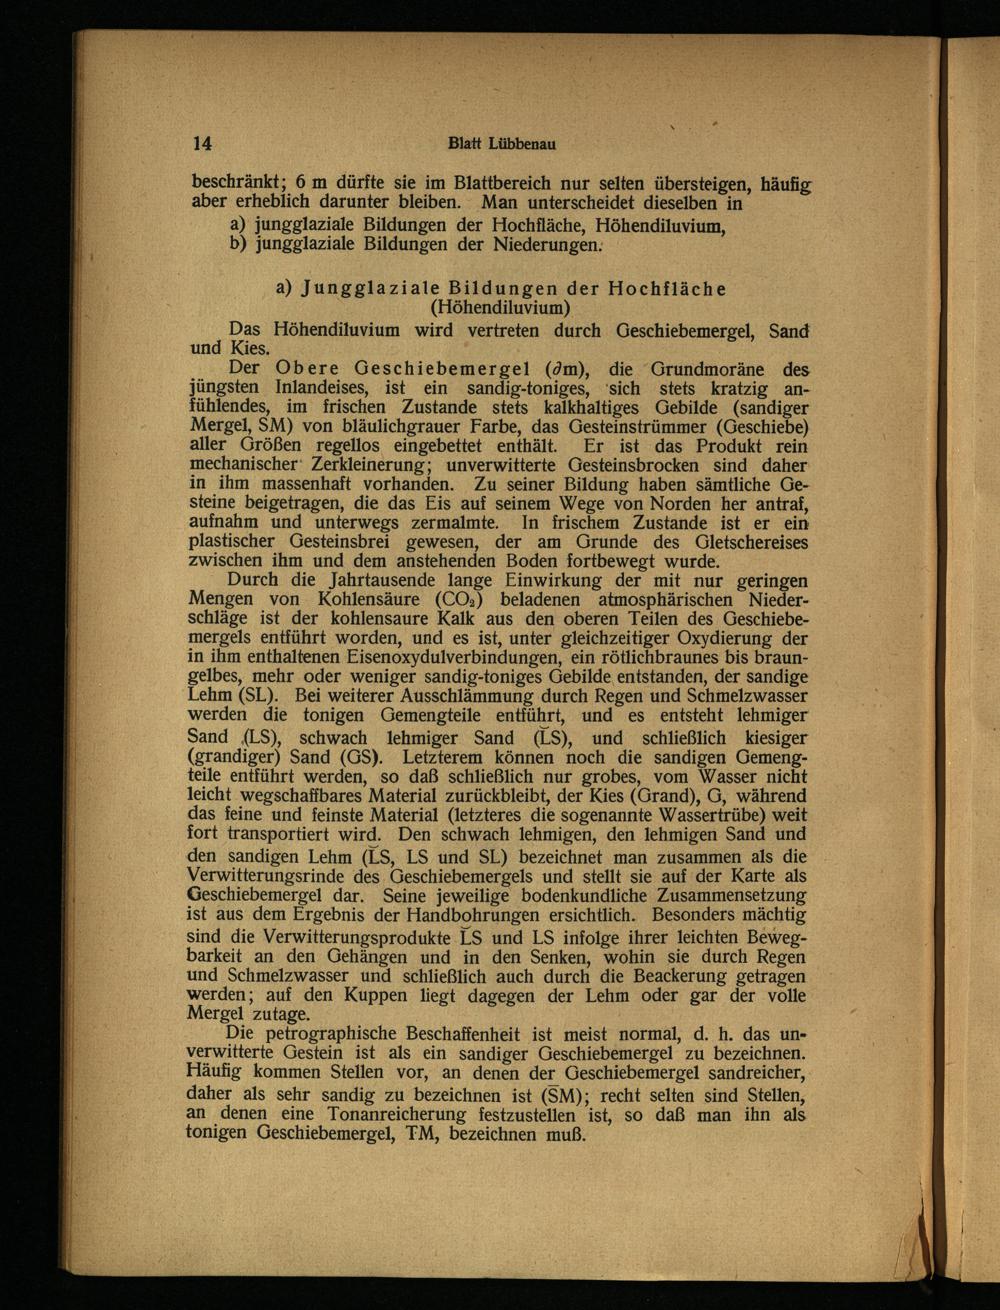 14
Blatt Lübbenau
beschränkt; 6 m dürfte sie im Blattbereich nur selten übersteigen, häufig
aber erheblich darunter bleiben. Man unterscheidet dieselben in
a) jungglaziale Bildungen der Hochfläche, Höhendiluvium,
b) jungglaziale Bildungen der Niederungen.
a) Jungglaziale Bildungen der Hochfläche
(Höhendiluvium)
Das Höhendiluvium wird vertreten durch Geschiebemergel, Sand
und Kies.
Der Obere Geschiebemergel (∂m), die Grundmoräne des
jüngsten Inlandeises, ist ein sandig-toniges, sich stets kratzig an-
fühlendes, im frischen Zustande stets kalkhaltiges Gebilde (sandiger
Mergel, SM) von bläulichgrauer Farbe, das Gesteinstrümmer (Geschiebe)
aller Größen regellos eingebettet enthält. Er ist das Produkt rein
mechanischer Zerkleinerung; unverwitterte Gesteinsbrocken sind daher
in ihm massenhaft vorhanden. Zu seiner Bildung haben sämtliche Ge-
steine beigetragen, die das Eis auf seinem Wege von Norden her antraf,
aufnahm und unterwegs zermalmte. In frischem Zustande ist er ein
plastischer Gesteinsbrei gewesen, der am Grunde des Gletschereises
zwischen ihm und dem anstehenden Boden fortbewegt wurde.
Durch die Jahrtausende lange Einwirkung der mit nur geringen
Mengen von Kohlensäure (CO₂) beladenen atmosphärischen Nieder-
schläge ist der kohlensaure Kalk aus den oberen Teilen des Geschiebe-
mergels entführt worden, und es ist, unter gleichzeitiger Oxydierung der
in ihm enthaltenen Eisenoxydulverbindungen, ein rötlichbraunes bis braun-
gelbes, mehr oder weniger sandig-toniges Gebilde entstanden, der sandige
Lehm (SL). Bei weiterer Ausschlämmung durch Regen und Schmelzwasser
werden die tonigen Gemengteile entführt, und es entsteht lehmiger
Sand (LS), schwach lehmiger Sand (L̆S), und schließlich kiesiger
(grandiger) Sand (GS). Letzterem können noch die sandigen Gemeng-
teile entführt werden, so daß schließlich nur grobes, vom Wasser nicht
leicht wegschaffbares Material zurückbleibt, der Kies (Grand), G, während
das feine und feinste Material (letzteres die sogenannte Wassertrübe) weit
fort transportiert wird. Den schwach lehmigen, den lehmigen Sand und
den sandigen Lehm (L̆S, LS und SL) bezeichnet man zusammen als die
Verwitterungsrinde des Geschiebemergels und stellt sie auf der Karte als
Geschiebemergel dar. Seine jeweilige bodenkundliche Zusammensetzung
ist aus dem Ergebnis der Handbohrungen ersichtlich. Besonders mächtig
sind die Verwitterungsprodukte L̆S und LS infolge ihrer leichten Beweg-
barkeit an den Gehängen und in den Senken, wohin sie durch Regen
und Schmelzwasser und schließlich auch durch die Beackerung getragen
werden; auf den Kuppen liegt dagegen der Lehm oder gar der volle
Mergel zutage.
Die petrographische Beschaffenheit ist meist normal, d. h. das un-
verwitterte Gestein ist als ein sandiger Geschiebemergel zu bezeichnen.
Häufig kommen Stellen vor, an denen der Geschiebemergel sandreicher,
daher als sehr sandig zu bezeichnen ist (S̄M); recht selten sind Stellen,
an denen eine Tonanreicherung festzustellen ist, so daß man ihn als
tonigen Geschiebemergel, TM, bezeichnen muß.